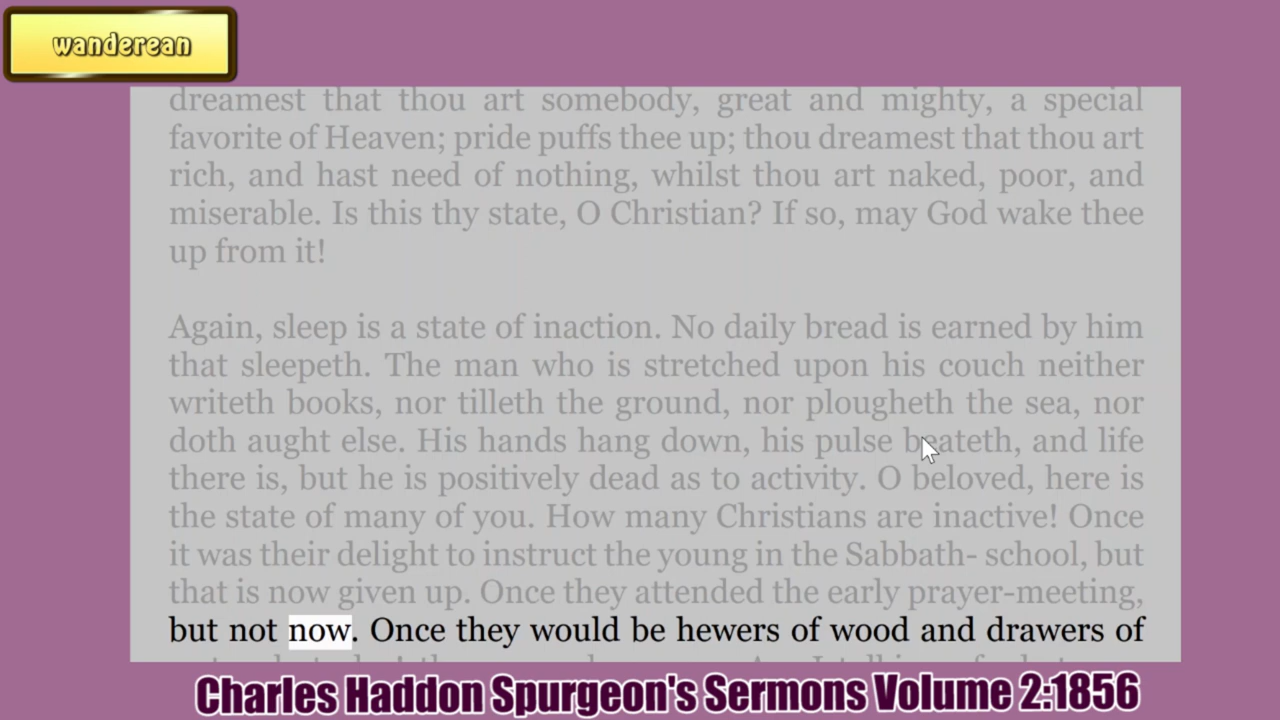 wanderean
dreamest that thou art somebody, great and mighty, a special
favorite of Heaven; pride puffs thee up; thou dreamest that thou art
rich, and hast need of nothing, whilst thou art naked, poor, and
miserable. Is this thy state, O Christian? If so, may God wake thee
up from it!
Again, sleep is a state of inaction. No daily bread is earned by him
that sleepeth. The man who is stretched upon his couch neither
writeth books, nor tilleth the ground, nor plougheth the sea, nor
doth aught else. His hands hang down, his pulse beateth, and life
there is, but he is positively dead as to activity. O beloved, here is
the state of many of you. How many Christians are inactive! Once
it was their delight to instruct the young in the Sabbath- school, but
that is now given up. Once they attended the early prayer-meeting,
but not now. Once they would be hewers of wood and drawers of
Charles Haddon Spurgeon's Sermons Volume 2:1856